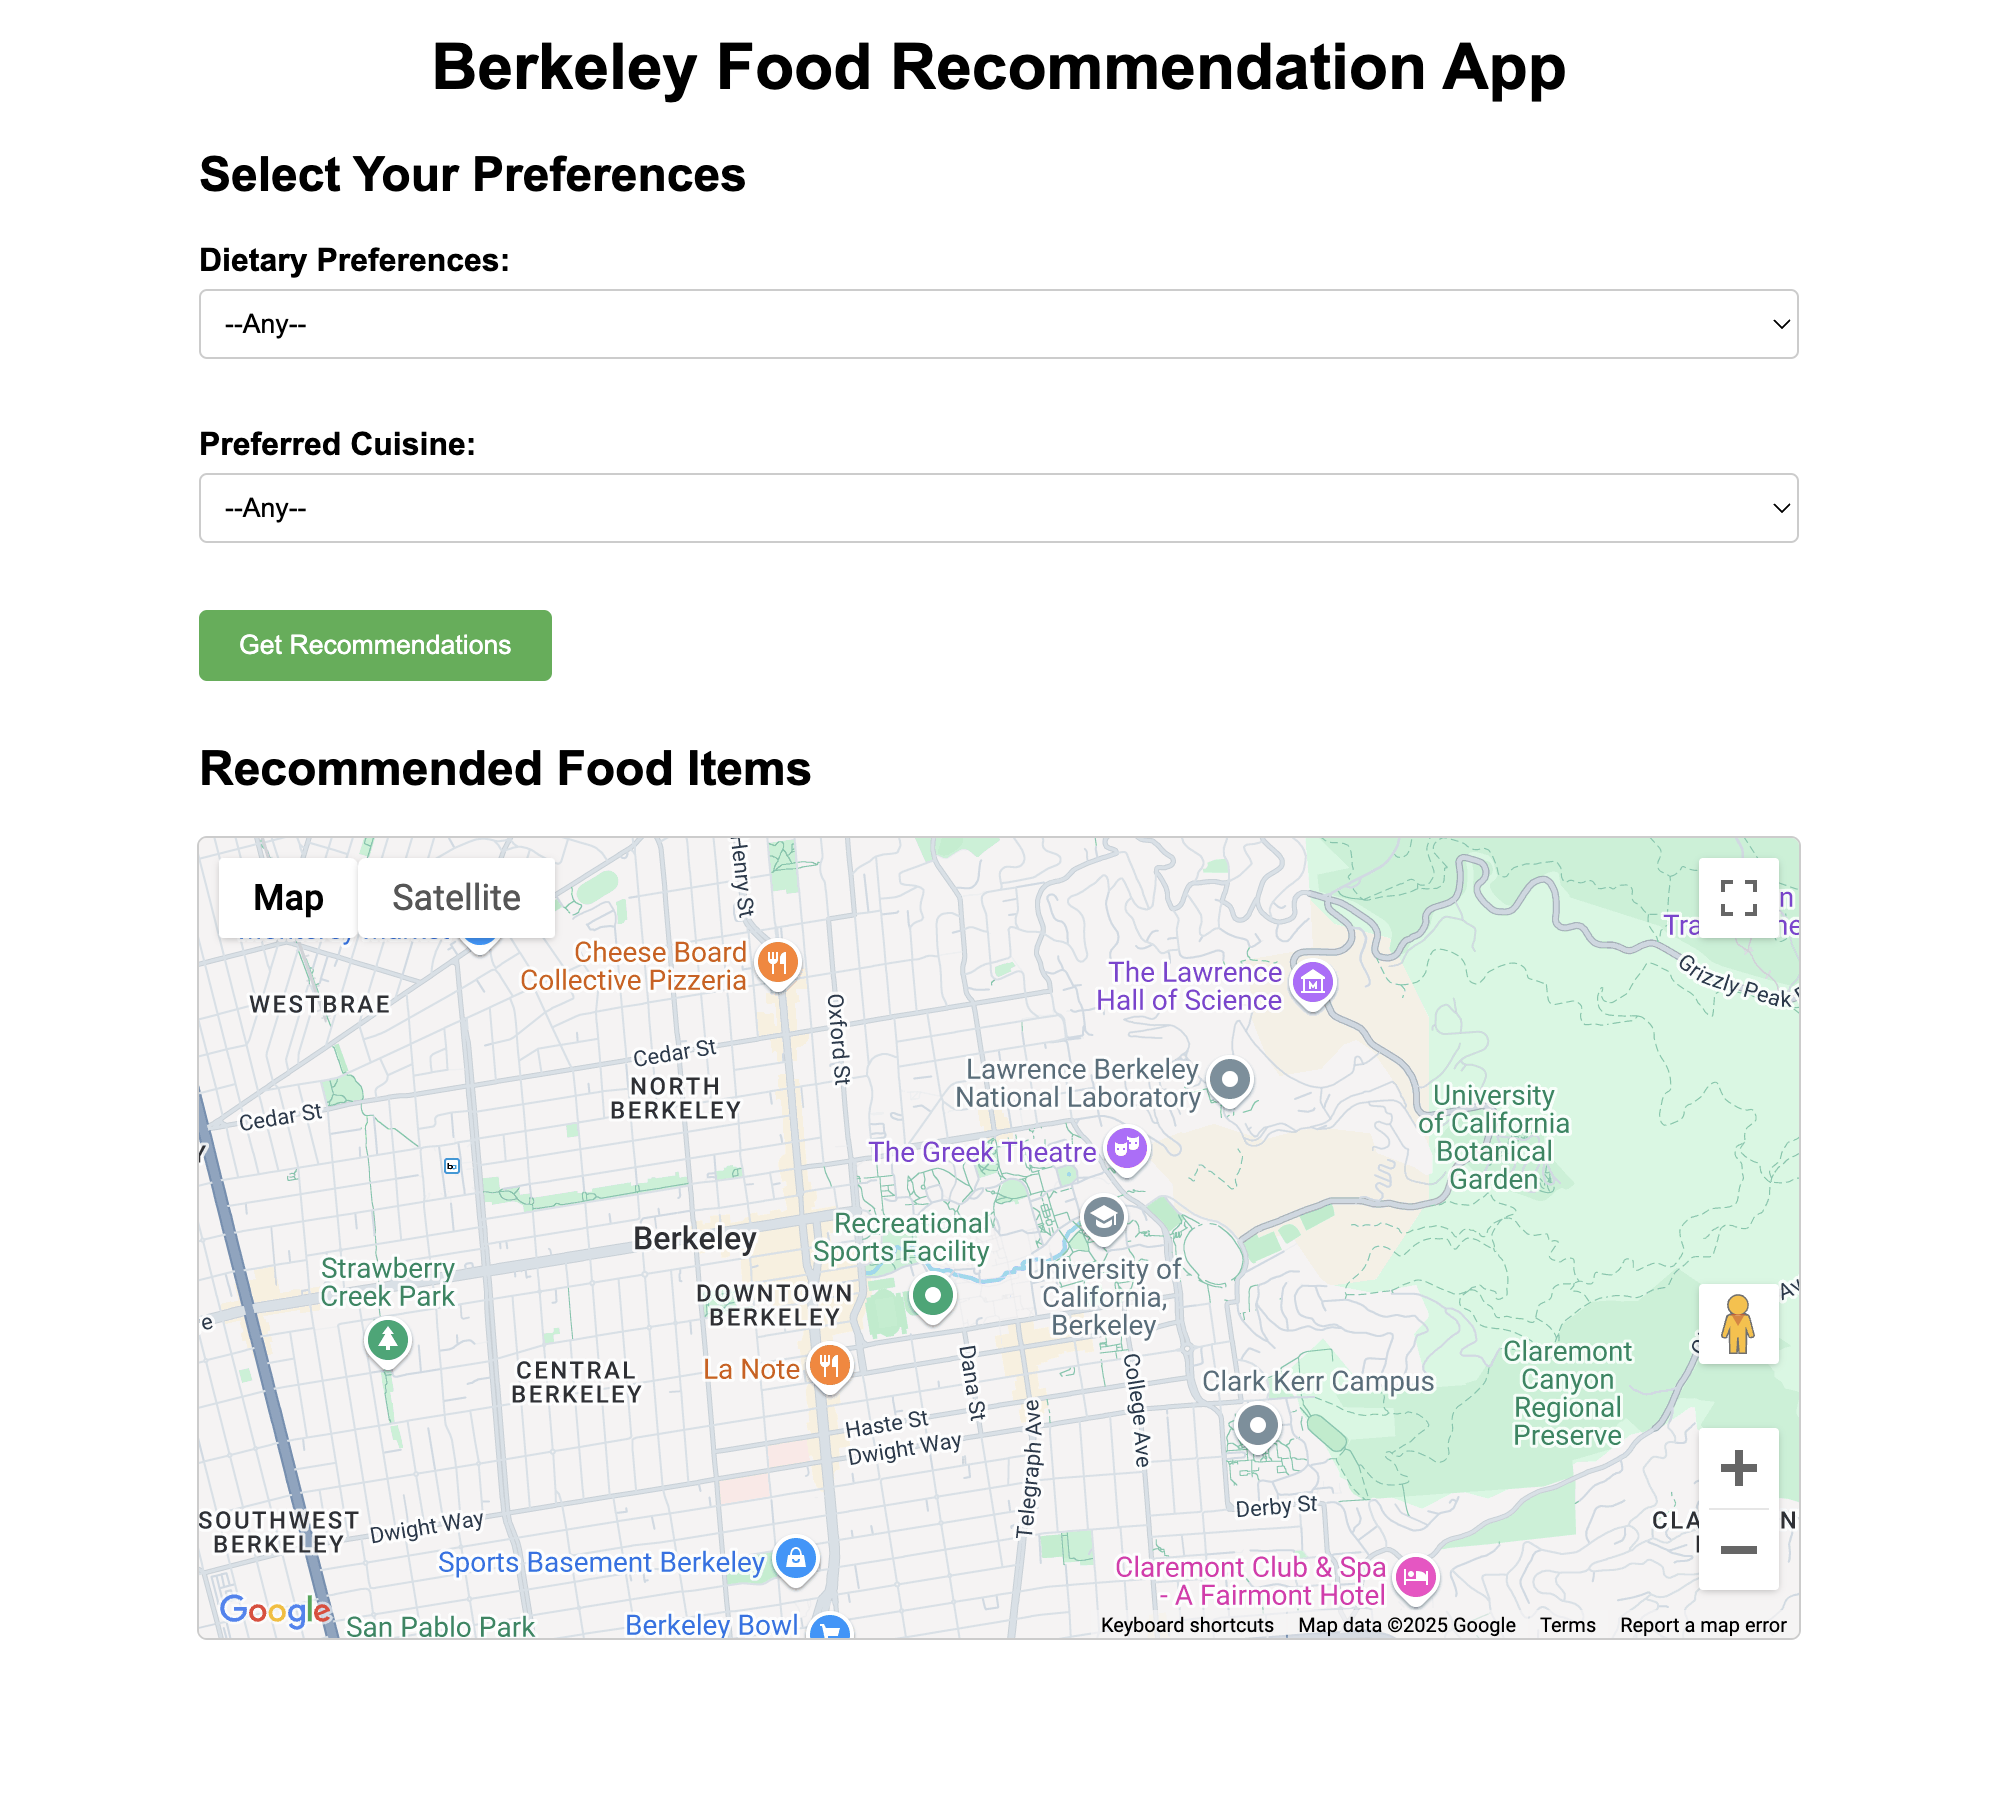 Berkeley Food Recommendation App
Select Your Preferences
Dietary Preferences:
--Any--
Preferred Cuisine:
--Any--
Get Recommendations
Recommended Food Items
Map
Satellite
Henry St
Cheese Board
Collective Pizzeria
WESTBRAE
Oxford St
The Lawrence
Hall of Science
Grizzly Peak
Cedar St
NORTH
BERKELEY
Cedar St
Lawrence Berkeley
National Laboratory
University
of California
Botanical
Garden
The Greek Theatre
Berkeley
Recreational
Sports Facility
Strawberry
Creek Park
University of
California,
Berkeley
DOWNTOWN
BERKELEY
La Note
CENTRAL
BERKELEY
Dana St
College Ave
Clark Kerr Campus
Claremont
Canyon
Regional
Preserve
Haste St
Dwight Way
Telegraph Ave
SOUTHWEST
BERKELEY
Dwight Way
Derby St
Sports Basement Berkeley
Claremont Club & Spa
- A Fairmont Hotel
Google
San Pablo Park
Berkeley Bowl
Keyboard shortcuts
Map data ©2025 Google
Terms
Report a map error